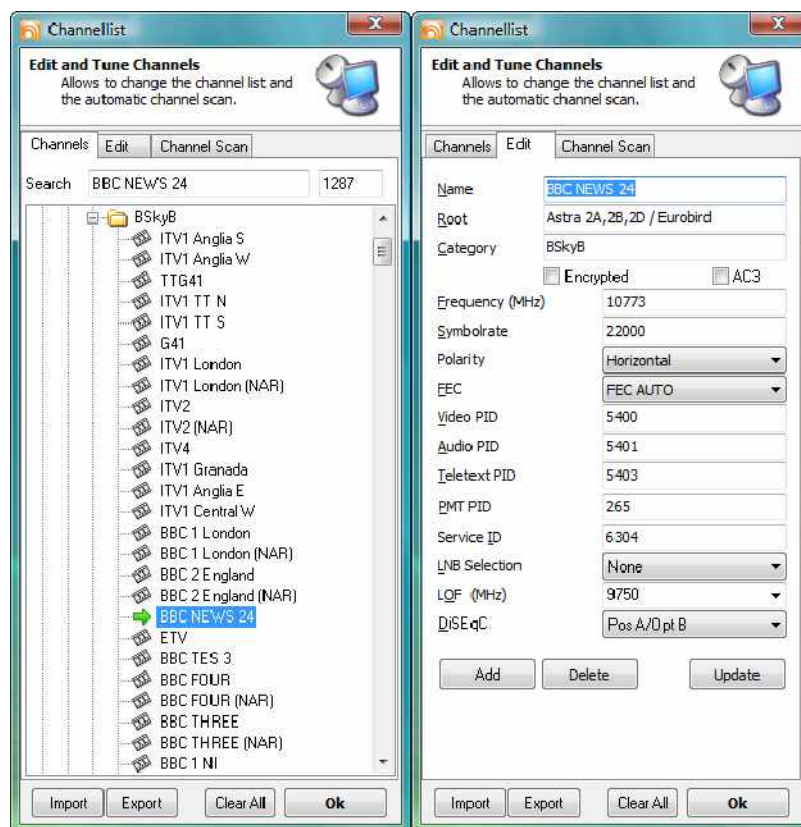 Channellist
Edit and Tune Channels
Allows to change the channel list and
the automatic channel scan.
Channels Edit Channel Scan
Search BBC NEWS 24 1287
BSkyB
ITV1 Anglia S
ITV1 Anglia W
TTG41
ITV1 TT N
ITV1 TT S
G41
ITV1 London
ITV1 London (NAR)
ITV2
ITV2 (NAR)
ITV4
ITV1 Granada
ITV1 Anglia E
ITV1 Central W
BBC 1 London
BBC 1 London (NAR)
BBC 2 England
BBC 2 England (NAR)
BBC NEWS 24
ETV
BBC TES 3
BBC FOUR
BBC FOUR (NAR)
BBC THREE
BBC THREE (NAR)
BBC 1 NI
Import Export Clear All Ok
Channellist
Edit and Tune Channels
Allows to change the channel list and
the automatic channel scan.
Channels Edit Channel Scan
Name BBC NEWS 24
Root Astra 2A,2B,2D / Eurobird
Category BSkyB
Encrypted AC3
Frequency (MHz) 10773
Symbolrate 22000
Polarity Horizontal
FEC FEC AUTO
Video PID 5400
Audio PID 5401
Teletext PID 5403
PMT PID 265
Service ID 6304
LNB Selection None
LOF (MHz) 9750
DiSEqC Pos A/Opt B
Add Delete Update
Import Export Clear All Ok